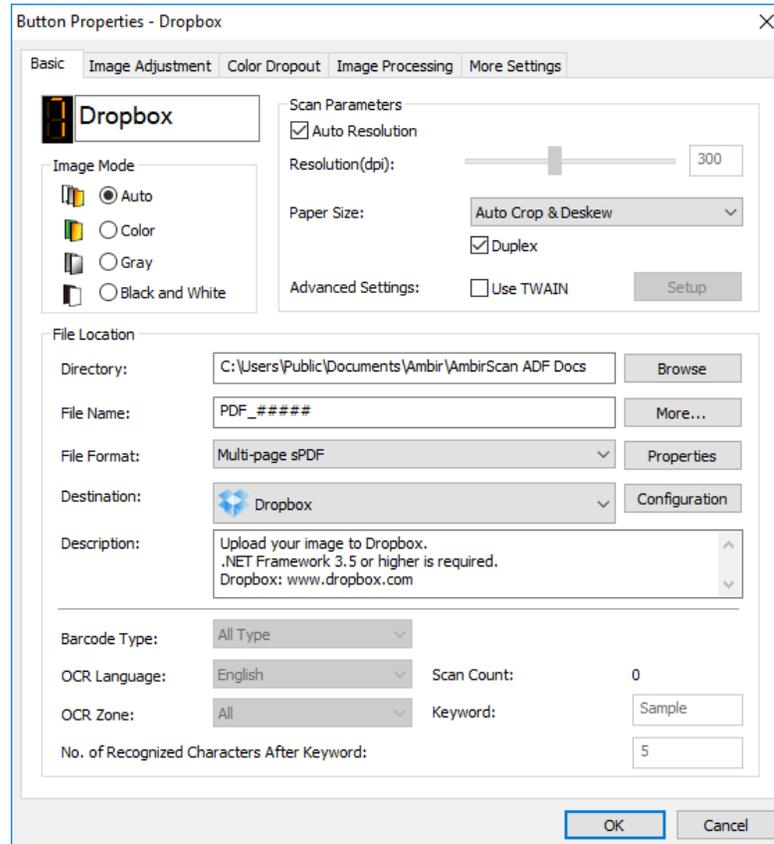 Button Properties - Dropbox
Basic Image Adjustment Color Dropout Image Processing More Settings
Dropbox
Image Mode
Auto
Color
Gray
Black and White
Scan Parameters
Auto Resolution
Resolution(dpi): 300
Paper Size: Auto Crop & Deskew
Duplex
Advanced Settings: Use TWAIN Setup
File Location
Directory: C:\Users\Public\Documents\Ambir\AmbirScan ADF Docs Browse
File Name: PDF_##### More...
File Format: Multi-page sPDF Properties
Destination: Dropbox Configuration
Description: Upload your image to Dropbox.
.NET Framework 3.5 or higher is required.
Dropbox: www.dropbox.com
Barcode Type: All Type
OCR Language: English Scan Count: 0
OCR Zone: All Keyword: Sample
No. of Recognized Characters After Keyword: 5
OK Cancel